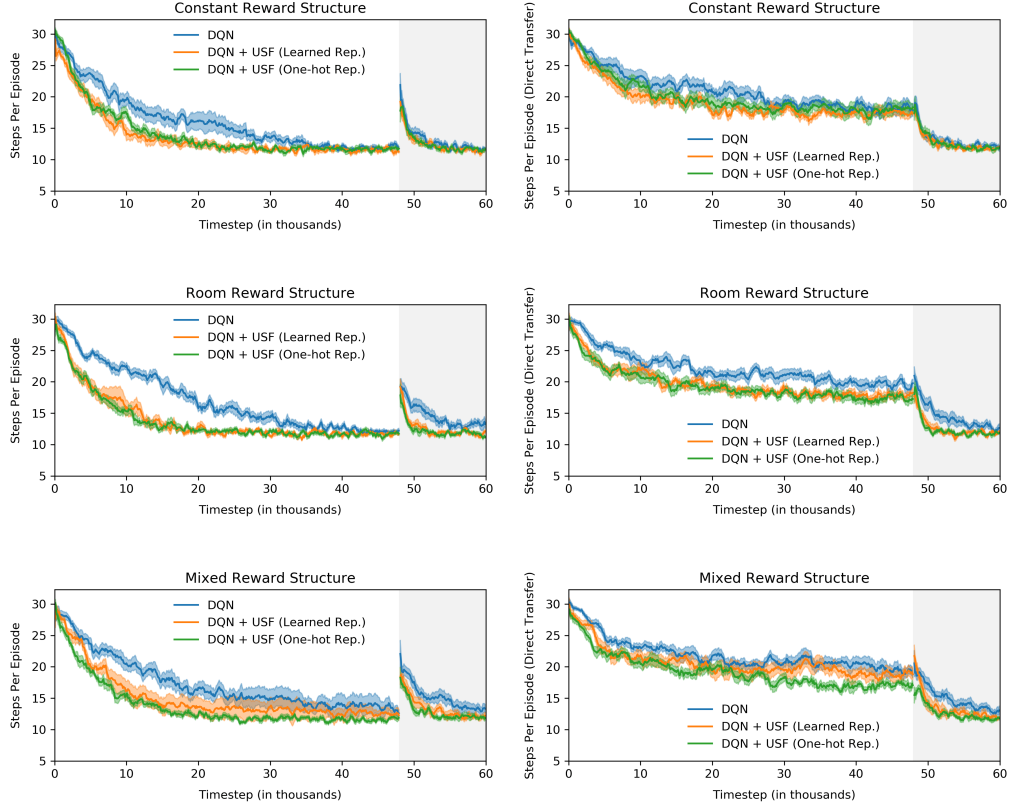 Constant Reward Structure
Steps Per Episode
30
25
20
15
10
5
DQN
DQN + USF (Learned Rep.)
DQN + USF (One-hot Rep.)
0 10 20 30 40 50 60
Timestep (in thousands)
Constant Reward Structure
Steps Per Episode (Direct Transfer)
30
25
20
15
10
5
DQN
DQN + USF (Learned Rep.)
DQN + USF (One-hot Rep.)
0 10 20 30 40 50 60
Timestep (in thousands)
Room Reward Structure
Steps Per Episode
30
25
20
15
10
5
DQN
DQN + USF (Learned Rep.)
DQN + USF (One-hot Rep.)
0 10 20 30 40 50 60
Timestep (in thousands)
Room Reward Structure
Steps Per Episode (Direct Transfer)
30
25
20
15
10
5
DQN
DQN + USF (Learned Rep.)
DQN + USF (One-hot Rep.)
0 10 20 30 40 50 60
Timestep (in thousands)
Mixed Reward Structure
Steps Per Episode
30
25
20
15
10
5
DQN
DQN + USF (Learned Rep.)
DQN + USF (One-hot Rep.)
0 10 20 30 40 50 60
Timestep (in thousands)
Mixed Reward Structure
Steps Per Episode (Direct Transfer)
30
25
20
15
10
5
DQN
DQN + USF (Learned Rep.)
DQN + USF (One-hot Rep.)
0 10 20 30 40 50 60
Timestep (in thousands)